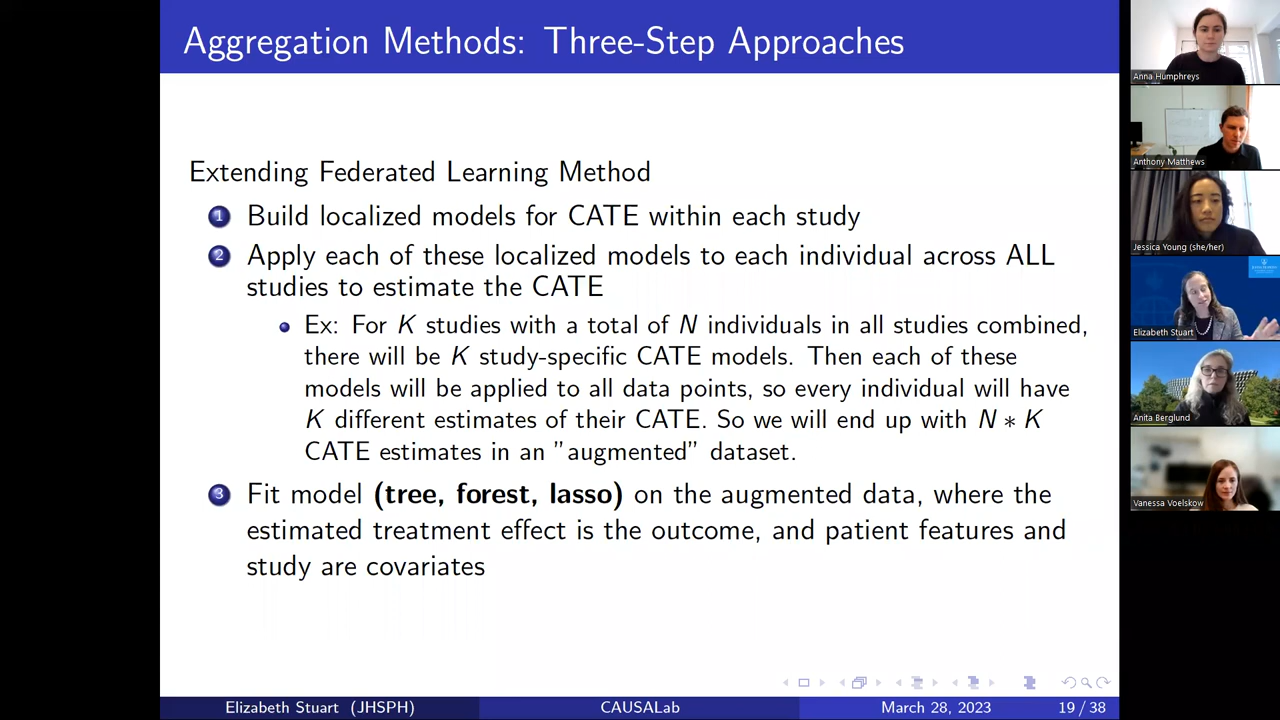 Aggregation Methods: Three-Step Approaches
Extending Federated Learning Method
1 Build localized models for CATE within each study
2 Apply each of these localized models to each individual across ALL
studies to estimate the CATE
Ex: For K studies with a total of N individuals in all studies combined,
there will be K study-specific CATE models. Then each of these
models will be applied to all data points, so every individual will have
K different estimates of their CATE. So we will end up with N ∗ K
CATE estimates in an "augmented" dataset.
3 Fit model (tree, forest, lasso) on the augmented data, where the
estimated treatment effect is the outcome, and patient features and
study are covariates
Elizabeth Stuart (JHSPH) CAUSALab March 28, 2023 19 / 38
Anna Humphreys
Anthony Matthews
Jessica Young (she/her)
Elizabeth Stuart
Anita Berglund
Vanessa Voelskow